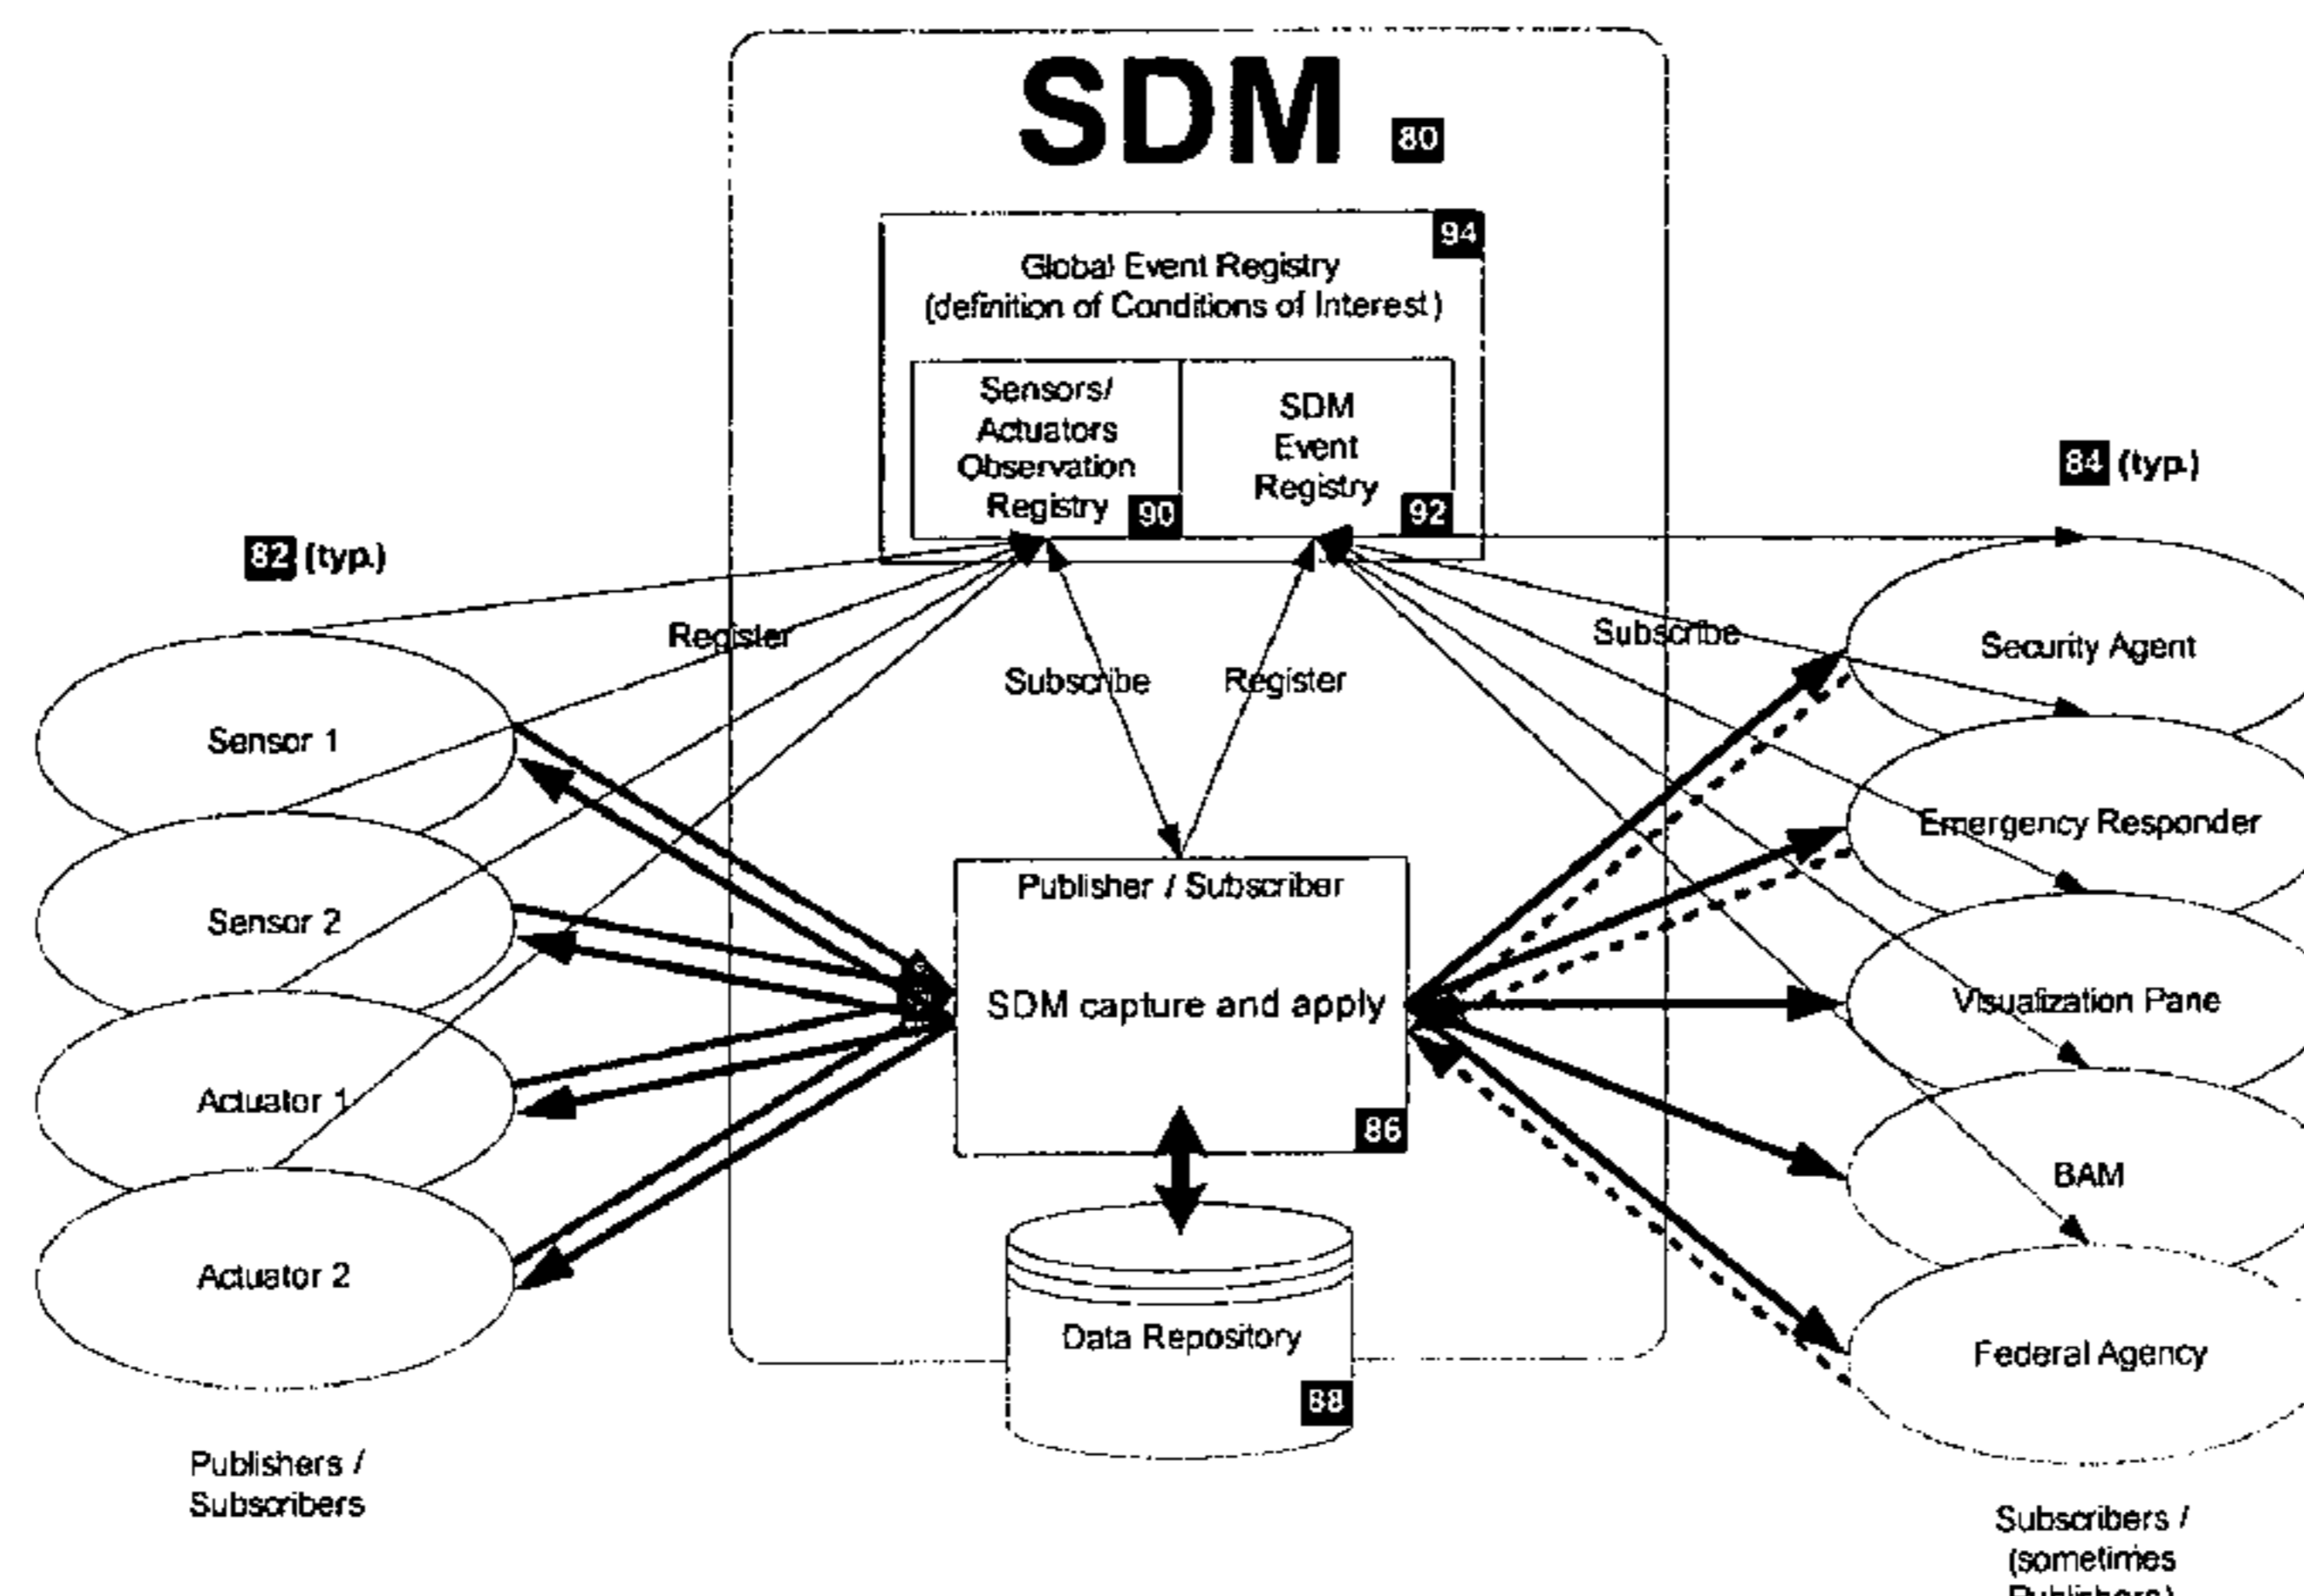 SDM 80
94
Global Event Registry
(definition of Conditions of Interest)
Sensors/
Actuators
Observation
Registry 90
SDM
Event
Registry
92
82 (typ.)
84 (typ.)
Register
Subscribe
Register
Subscribe
Sensor 1
Sensor 2
Actuator 1
Actuator 2
Publishers /
Subscribers
Publisher / Subscriber
SDM capture and apply
86
Data Repository
88
Security Agent
Emergency Responder
Visualization Pane
BAM
Federal Agency
Subscribers /
(sometimes
Publishers)